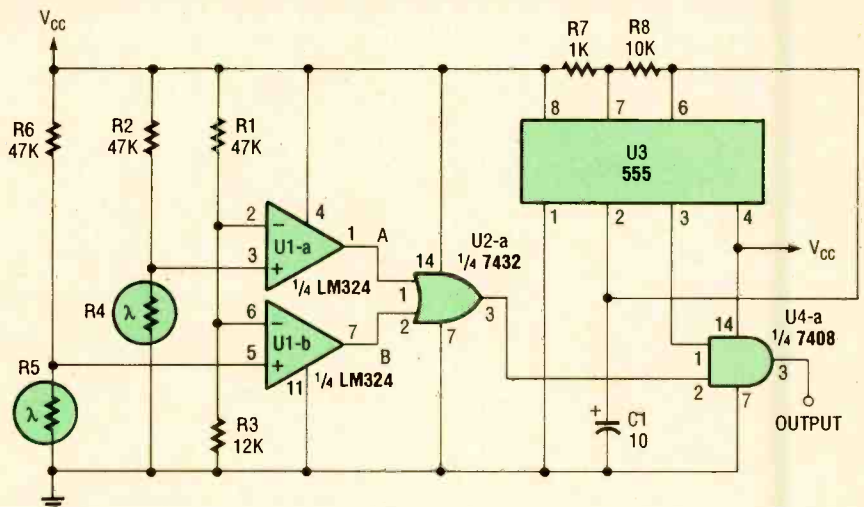 VCC
R6
47K
R2
47K
R1
47K
R7
1K
R8
10K
8
7
6
U3
555
1
2
3
4
VCC
2
−
3
+
U1-a
4
1
A
¼ LM324
R4
λ
6
−
5
+
U1-b
11
7
B
¼ LM324
R5
λ
R3
12K
U2-a
¼ 7432
14
1
2
3
7
+
C1
10
U4-a
¼ 7408
14
1
2
3
7
OUTPUT